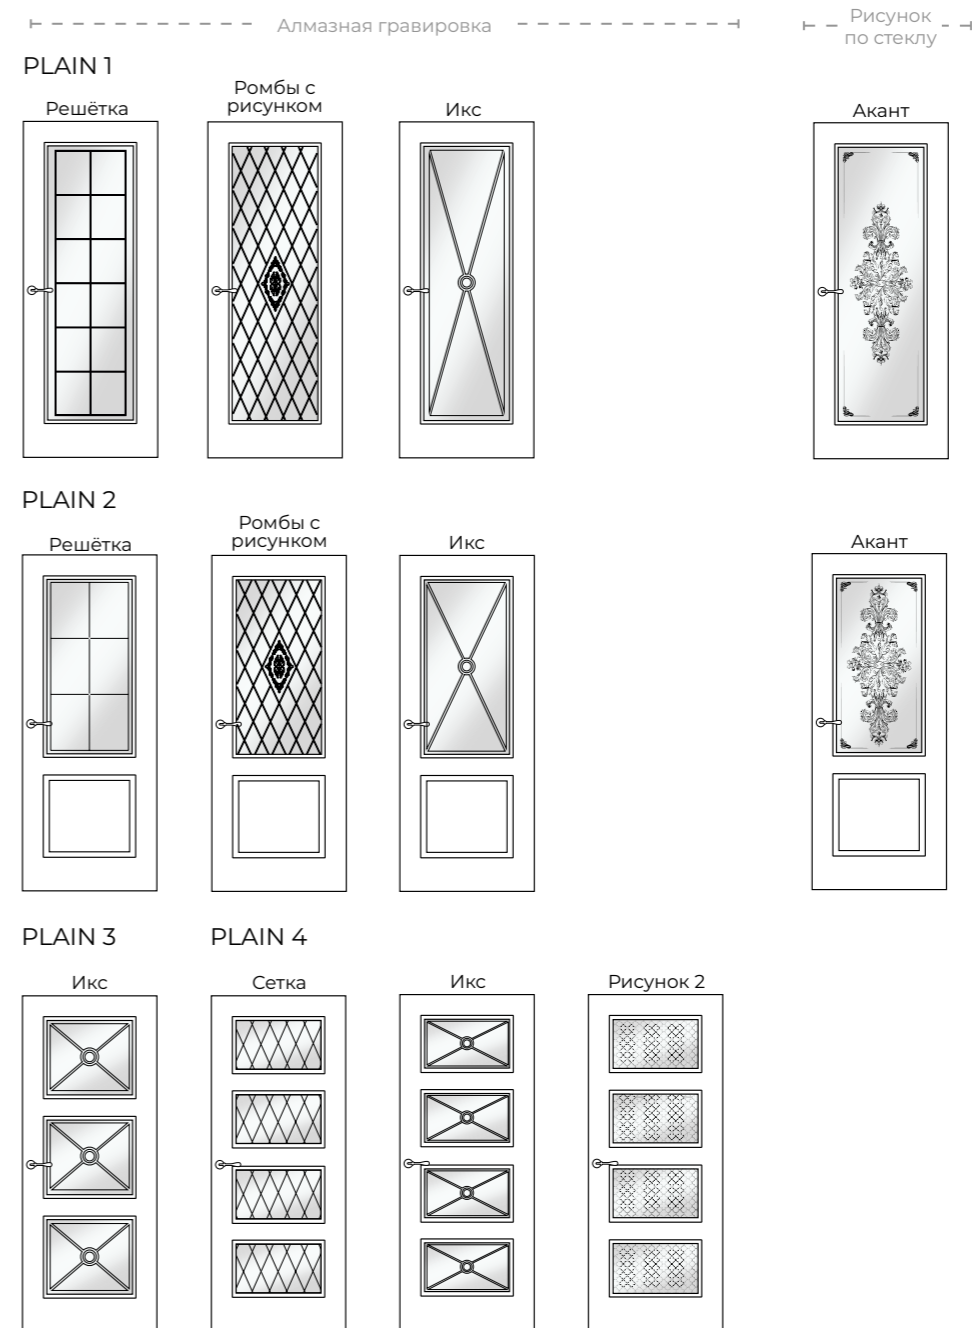 Алмазная гравировка
Рисунок
по стеклу
PLAIN 1
Решётка
Ромбы с
рисунком
Икс
Акант
PLAIN 2
Решётка
Ромбы с
рисунком
Икс
Акант
PLAIN 3
PLAIN 4
Икс
Сетка
Икс
Рисунок 2